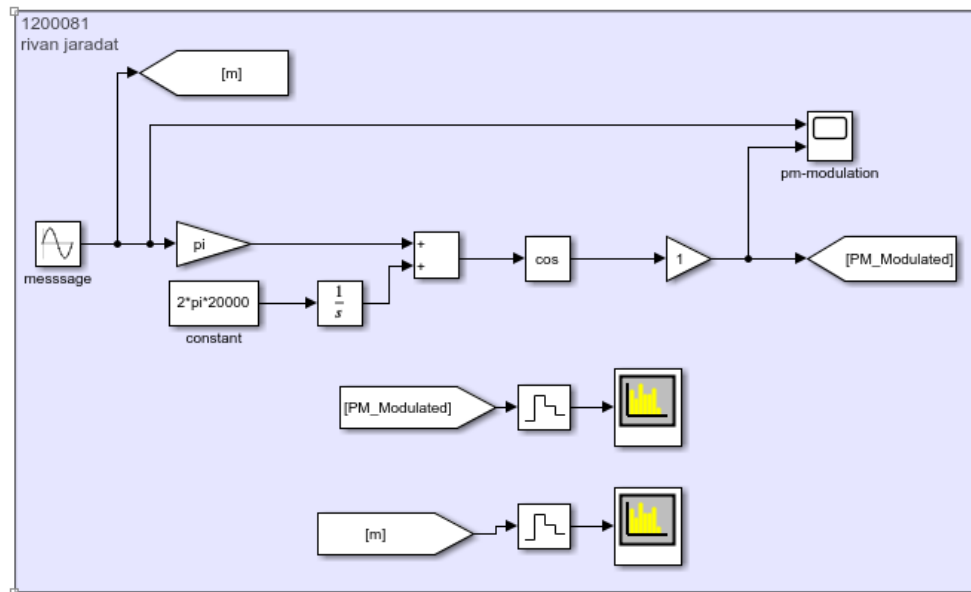 1200081
rivan jaradat
[m]
pm-modulation
pi
+
+
cos
1
[PM_Modulated]
messsage
2*pi*20000
1
s
constant
[PM_Modulated]
[m]